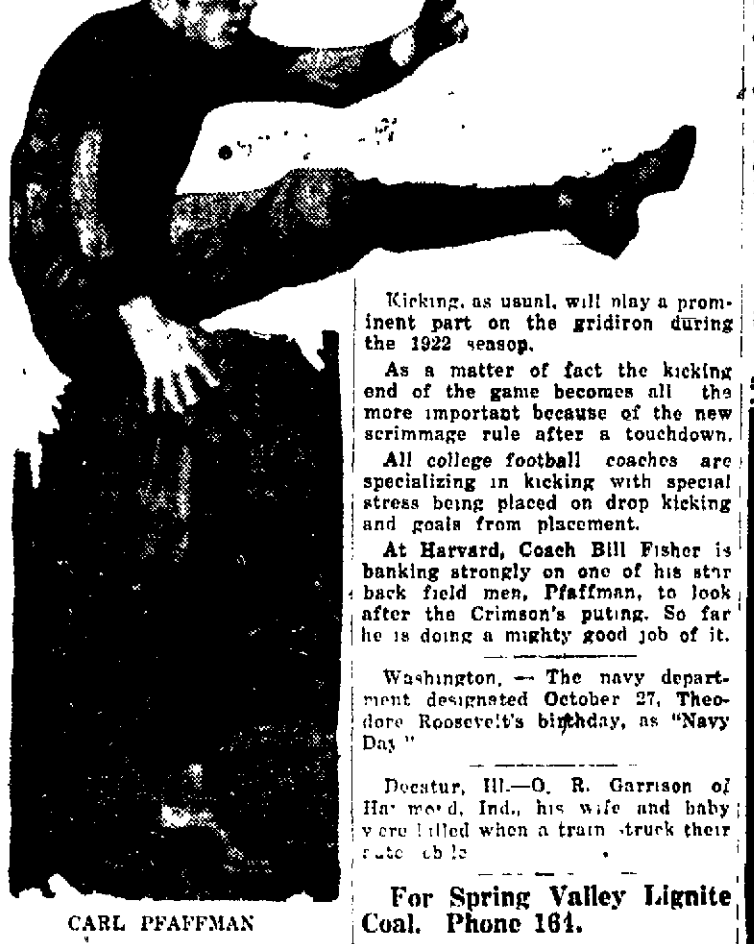 Kicking, as usual, will play a prom-
inent part on the gridiron during
the 1922 season.
As a matter of fact the kicking
end of the game becomes all the
more important because of the new
scrimmage rule after a touchdown.
All college football coaches are
specializing in kicking with special
stress being placed on drop kicking
and goals from placement.
At Harvard, Coach Bill Fisher is
banking strongly on one of his star
back field men, Pfaffman, to look
after the Crimson's puting. So far
he is doing a mighty good job of it.
Washington, — The navy depart-
ment designated October 27, Theo-
dore Roosevelt's birthday, as "Navy
Day"
Decatur, Ill.—O. R. Garrison of
Hammond, Ind., his wife and baby
were killed when a train struck their
For Spring Valley Lignite
Coal. Phone 161.
CARL PFAFFMAN